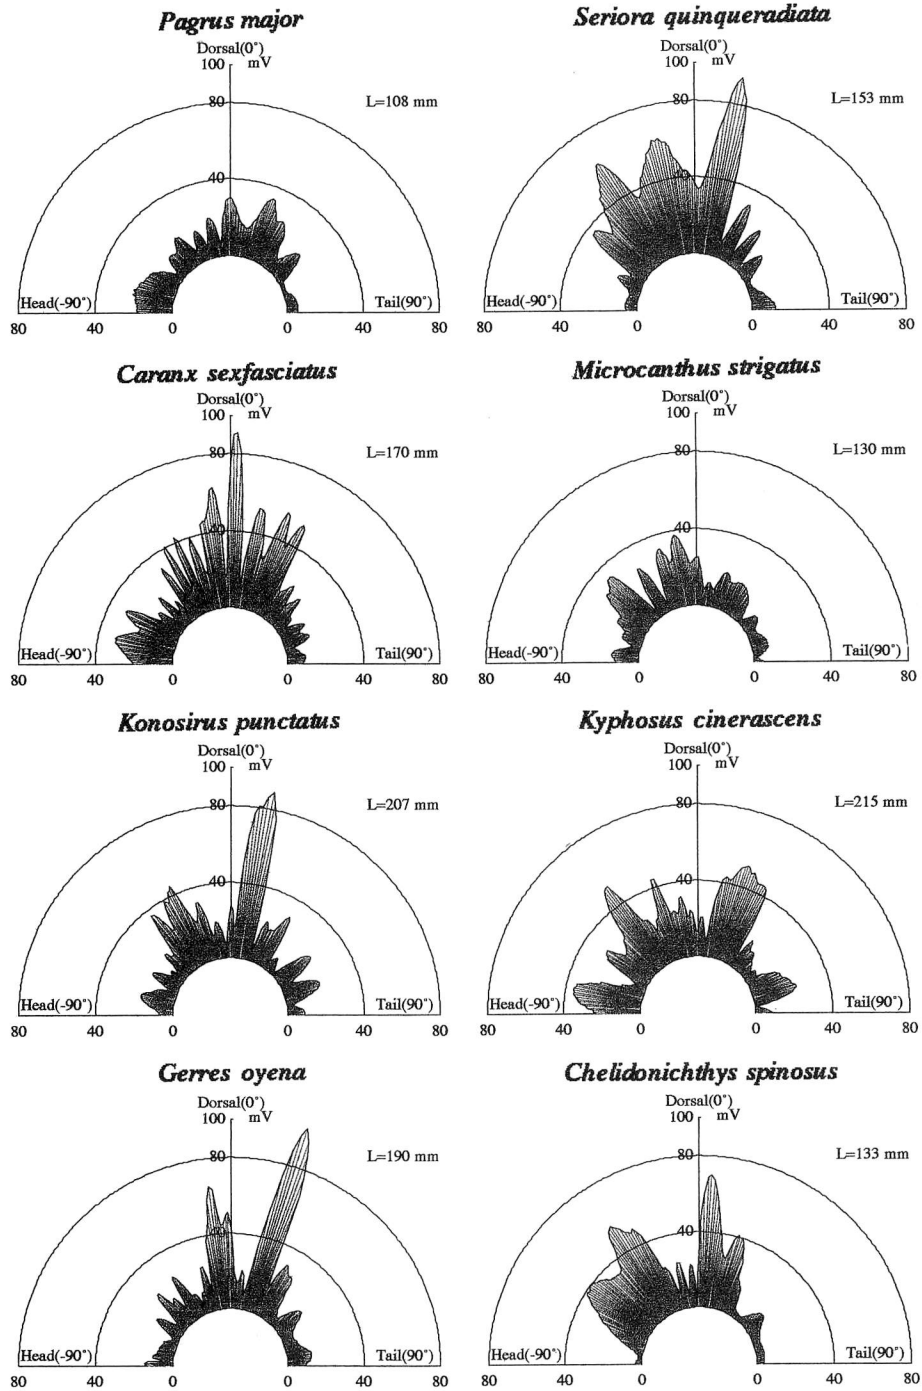 Pagrus major
Dorsal(0°)
100 mV
L=108 mm
80
40
Head(-90°)
Tail(90°)
80 40 0 0 40 80
Seriora quinqueradiata
Dorsal(0°)
100 mV
L=153 mm
80
40
Head(-90°)
Tail(90°)
80 40 0 0 40 80
Caranx sexfasciatus
Dorsal(0°)
100 mV
L=170 mm
80
40
Head(-90°)
Tail(90°)
80 40 0 0 40 80
Microcanthus strigatus
Dorsal(0°)
100 mV
L=130 mm
80
40
Head(-90°)
Tail(90°)
80 40 0 0 40 80
Konosirus punctatus
Dorsal(0°)
100 mV
L=207 mm
80
40
Head(-90°)
Tail(90°)
80 40 0 0 40 80
Kyphosus cinerascens
Dorsal(0°)
100 mV
L=215 mm
80
40
Head(-90°)
Tail(90°)
80 40 0 0 40 80
Gerres oyena
Dorsal(0°)
100 mV
L=190 mm
80
40
Head(-90°)
Tail(90°)
80 40 0 0 40 80
Chelidonichthys spinosus
Dorsal(0°)
100 mV
L=133 mm
80
40
Head(-90°)
Tail(90°)
80 40 0 0 40 80